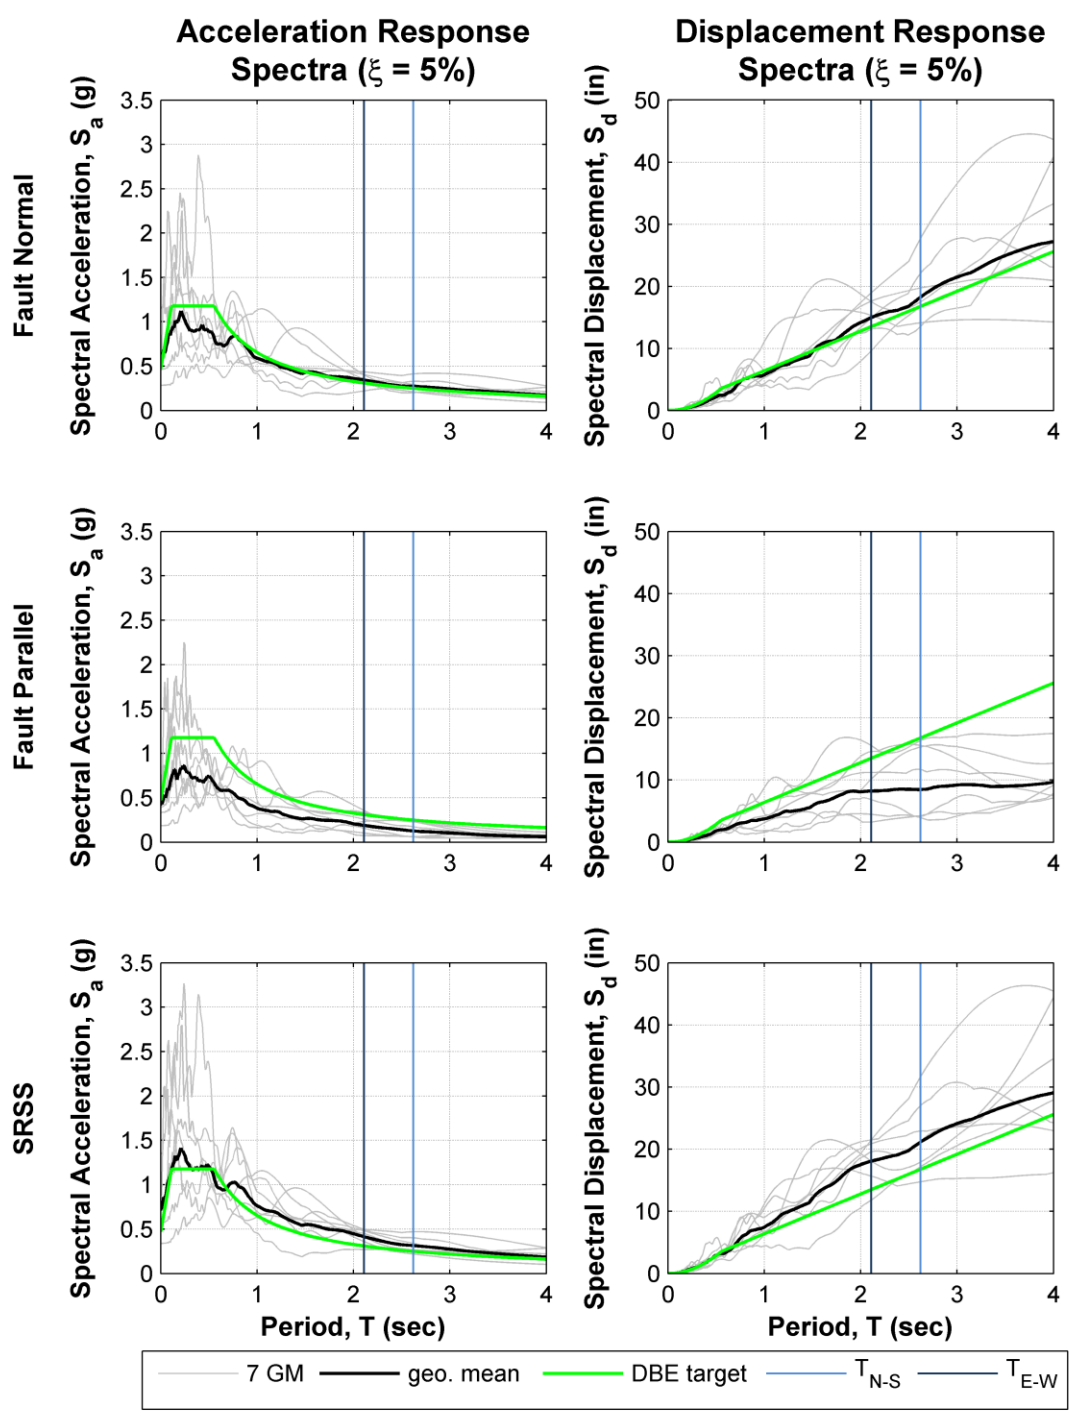 Acceleration Response
Spectra (ξ = 5%)
Displacement Response
Spectra (ξ = 5%)
Fault Normal
Spectral Acceleration, Sa (g)
3.5
3
2.5
2
1.5
1
0.5
0
0 1 2 3 4
Spectral Displacement, Sd (in)
50
40
30
20
10
0
0 1 2 3 4
Fault Parallel
Spectral Acceleration, Sa (g)
3.5
3
2.5
2
1.5
1
0.5
0
0 1 2 3 4
Spectral Displacement, Sd (in)
50
40
30
20
10
0
0 1 2 3 4
SRSS
Spectral Acceleration, Sa (g)
3.5
3
2.5
2
1.5
1
0.5
0
0 1 2 3 4
Period, T (sec)
Spectral Displacement, Sd (in)
50
40
30
20
10
0
0 1 2 3 4
Period, T (sec)
7 GM geo. mean DBE target TN-S TE-W